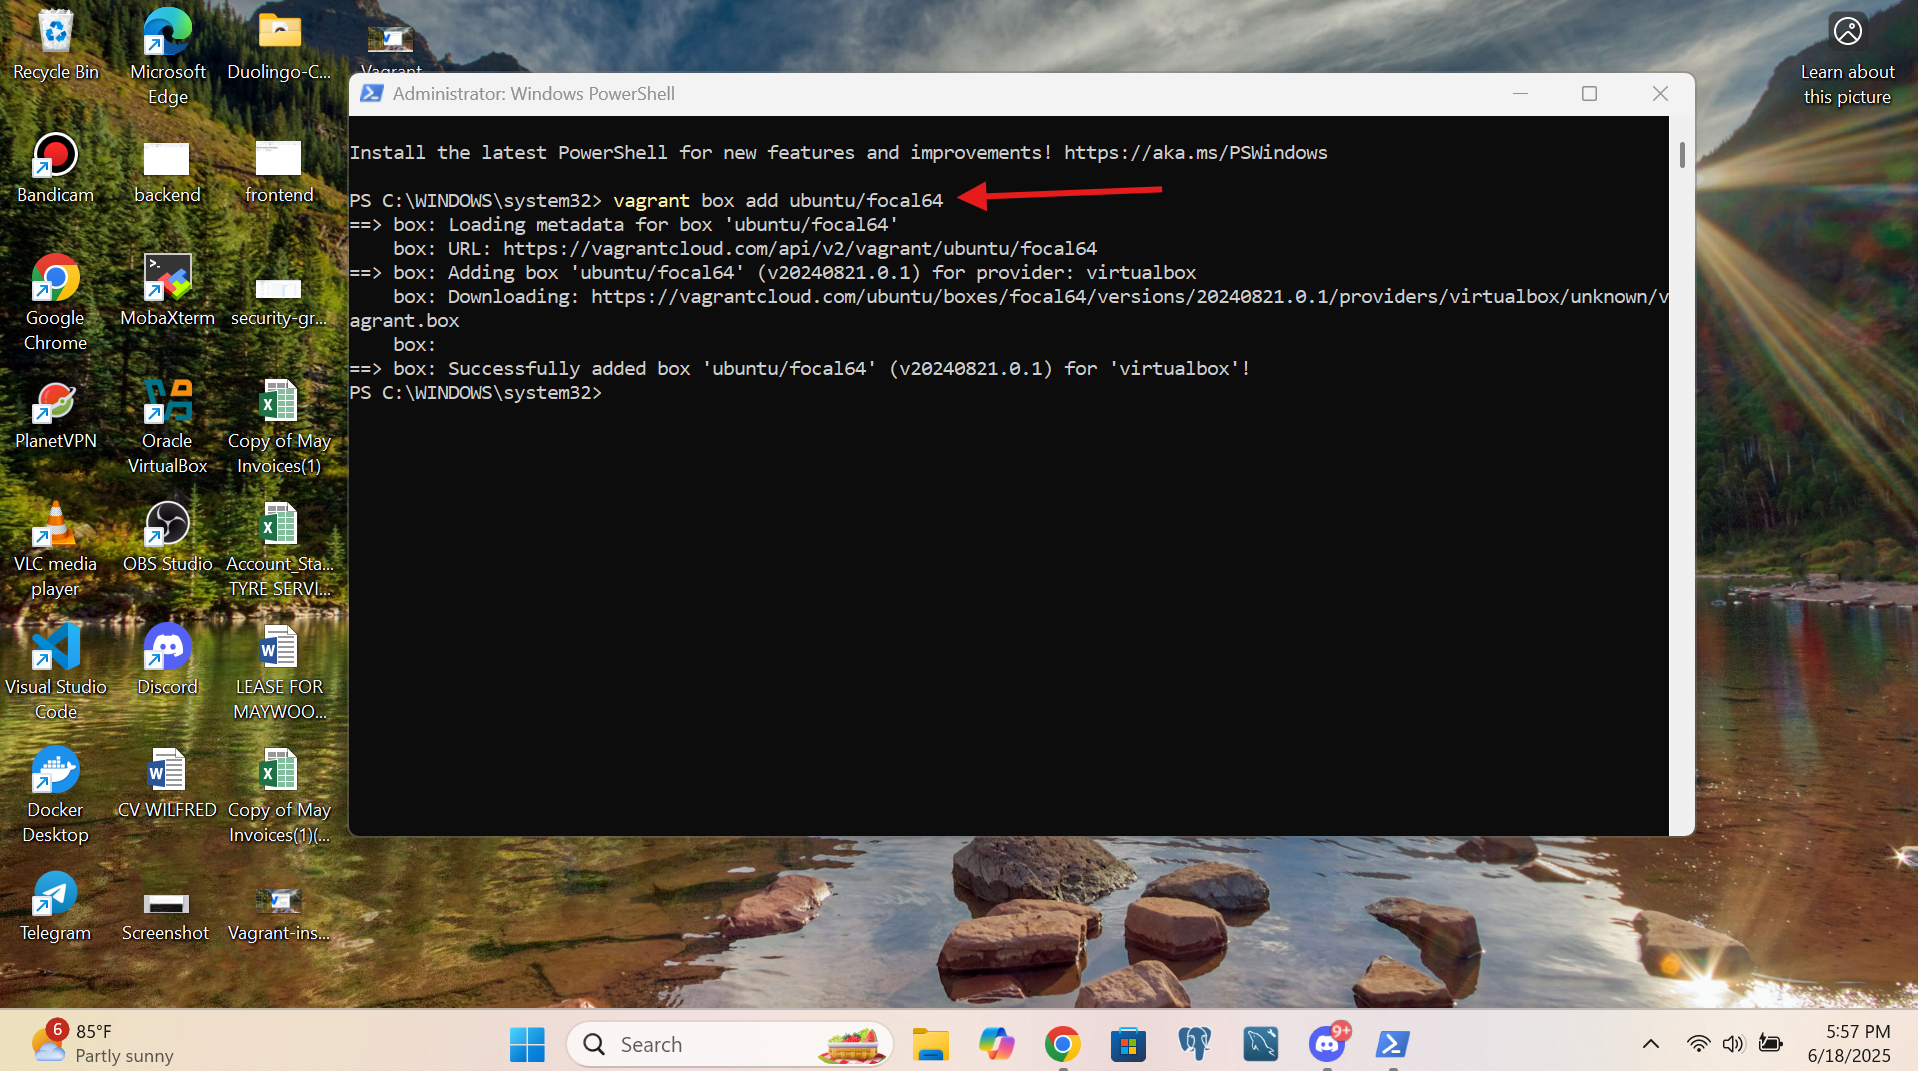 Recycle Bin
Microsoft
Edge
Duolingo-C...
Vagrant
Learn about
this picture
Bandicam
backend
frontend
Google
Chrome
MobaXterm
security-gr...
PlanetVPN
Oracle
VirtualBox
Copy of May
Invoices(1)
VLC media
player
OBS Studio
Account_Sta...
TYRE SERVI...
Visual Studio
Code
Discord
LEASE FOR
MAYWOO...
Docker
Desktop
CV WILFRED
Copy of May
Invoices(1)(...
Telegram
Screenshot
Vagrant-ins...
Administrator: Windows PowerShell
Install the latest PowerShell for new features and improvements! https://aka.ms/PSWindows
PS C:\WINDOWS\system32> vagrant box add ubuntu/focal64
==> box: Loading metadata for box 'ubuntu/focal64'
box: URL: https://vagrantcloud.com/api/v2/vagrant/ubuntu/focal64
==> box: Adding box 'ubuntu/focal64' (v20240821.0.1) for provider: virtualbox
box: Downloading: https://vagrantcloud.com/ubuntu/boxes/focal64/versions/20240821.0.1/providers/virtualbox/unknown/v
agrant.box
box:
==> box: Successfully added box 'ubuntu/focal64' (v20240821.0.1) for 'virtualbox'!
PS C:\WINDOWS\system32>
6
85°F
Partly sunny
Search
9+
5:57 PM
6/18/2025